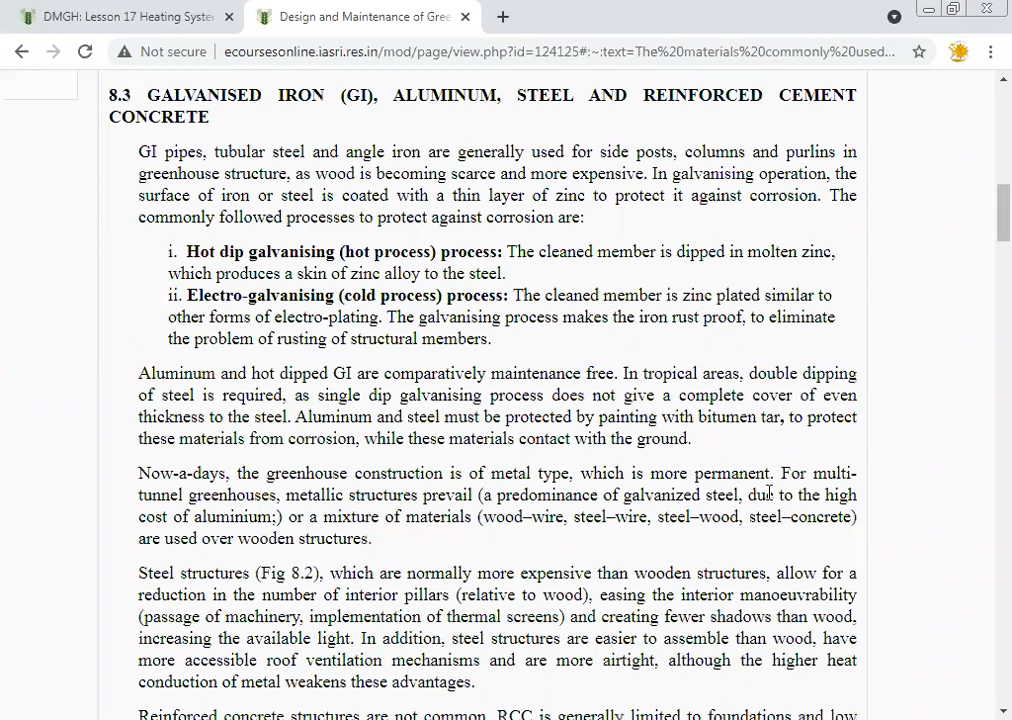 DMGH: Lesson 17 Heating Syste
Design and Maintenance of Gree
Not secure
ecoursesonline.iasri.res.in/mod/page/view.php?id=124125#:~:text=The%20materials%20commonly%20used...
8.3 GALVANISED IRON (GI), ALUMINUM, STEEL AND REINFORCED CEMENT
CONCRETE
GI pipes, tubular steel and angle iron are generally used for side posts, columns and purlins in
greenhouse structure, as wood is becoming scarce and more expensive. In galvanising operation, the
surface of iron or steel is coated with a thin layer of zinc to protect it against corrosion. The
commonly followed processes to protect against corrosion are:
i. Hot dip galvanising (hot process) process: The cleaned member is dipped in molten zinc,
which produces a skin of zinc alloy to the steel.
ii. Electro-galvanising (cold process) process: The cleaned member is zinc plated similar to
other forms of electro-plating. The galvanising process makes the iron rust proof, to eliminate
the problem of rusting of structural members.
Aluminum and hot dipped GI are comparatively maintenance free. In tropical areas, double dipping
of steel is required, as single dip galvanising process does not give a complete cover of even
thickness to the steel. Aluminum and steel must be protected by painting with bitumen tar, to protect
these materials from corrosion, while these materials contact with the ground.
Now-a-days, the greenhouse construction is of metal type, which is more permanent. For multi-
tunnel greenhouses, metallic structures prevail (a predominance of galvanized steel, due to the high
cost of aluminium;) or a mixture of materials (wood–wire, steel–wire, steel–wood, steel–concrete)
are used over wooden structures.
Steel structures (Fig 8.2), which are normally more expensive than wooden structures, allow for a
reduction in the number of interior pillars (relative to wood), easing the interior manoeuvrability
(passage of machinery, implementation of thermal screens) and creating fewer shadows than wood,
increasing the available light. In addition, steel structures are easier to assemble than wood, have
more accessible roof ventilation mechanisms and are more airtight, although the higher heat
conduction of metal weakens these advantages.
Reinforced concrete structures are not common. RCC is generally limited to foundations and low